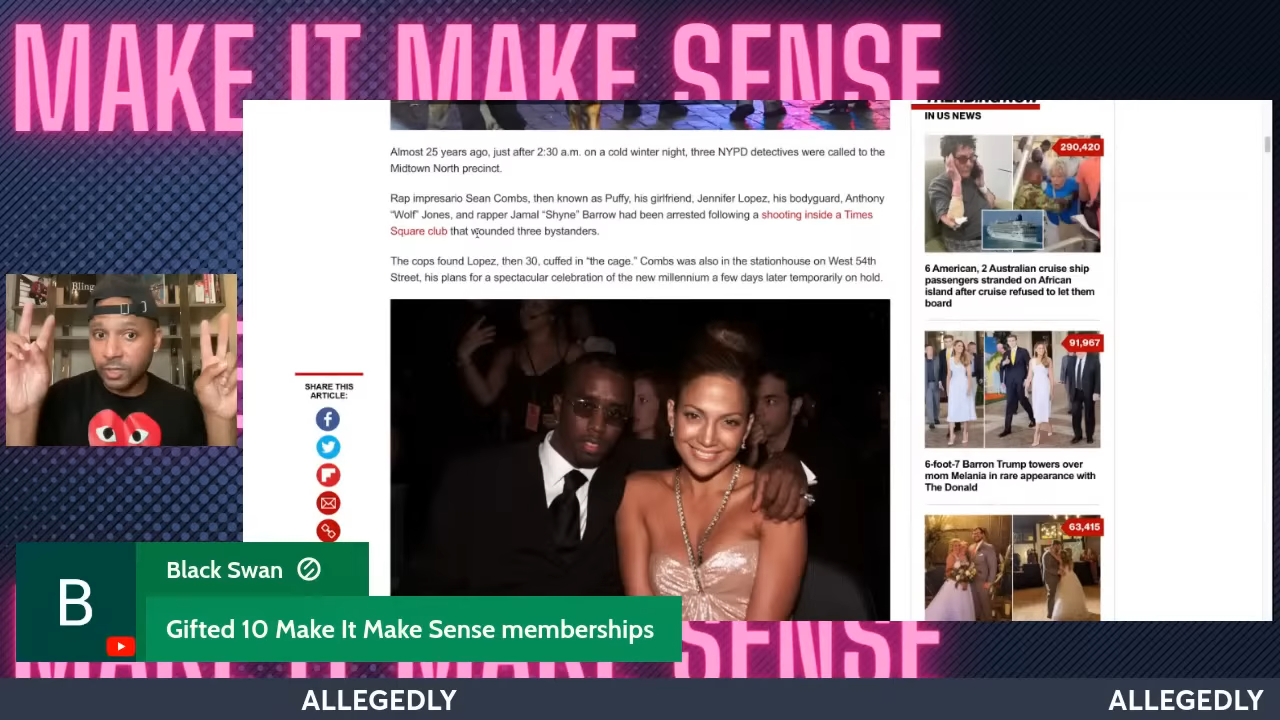 MAKE IT MAKE SENSE
TRENDING NOW
IN US NEWS
Almost 25 years ago, just after 2:30 a.m. on a cold winter night, three NYPD detectives were called to the
Midtown North precinct.
Rap impresario Sean Combs, then known as Puffy, his girlfriend, Jennifer Lopez, his bodyguard, Anthony
“Wolf” Jones, and rapper Jamal “Shyne” Barrow had been arrested following a shooting inside a Times
Square club that wounded three bystanders.
The cops found Lopez, then 30, cuffed in “the cage.” Combs was also in the stationhouse on West 54th
Street, his plans for a spectacular celebration of the new millennium a few days later temporarily on hold.
SHARE THIS
ARTICLE:
290,420
6 American, 2 Australian cruise ship
passengers stranded on African
island after cruise refused to let them
board
91,967
6-foot-7 Barron Trump towers over
mom Melania in rare appearance with
The Donald
63,415
B
Black Swan
Gifted 10 Make It Make Sense memberships
MAKE IT MAKE SENSE
ALLEGEDLY
ALLEGEDLY